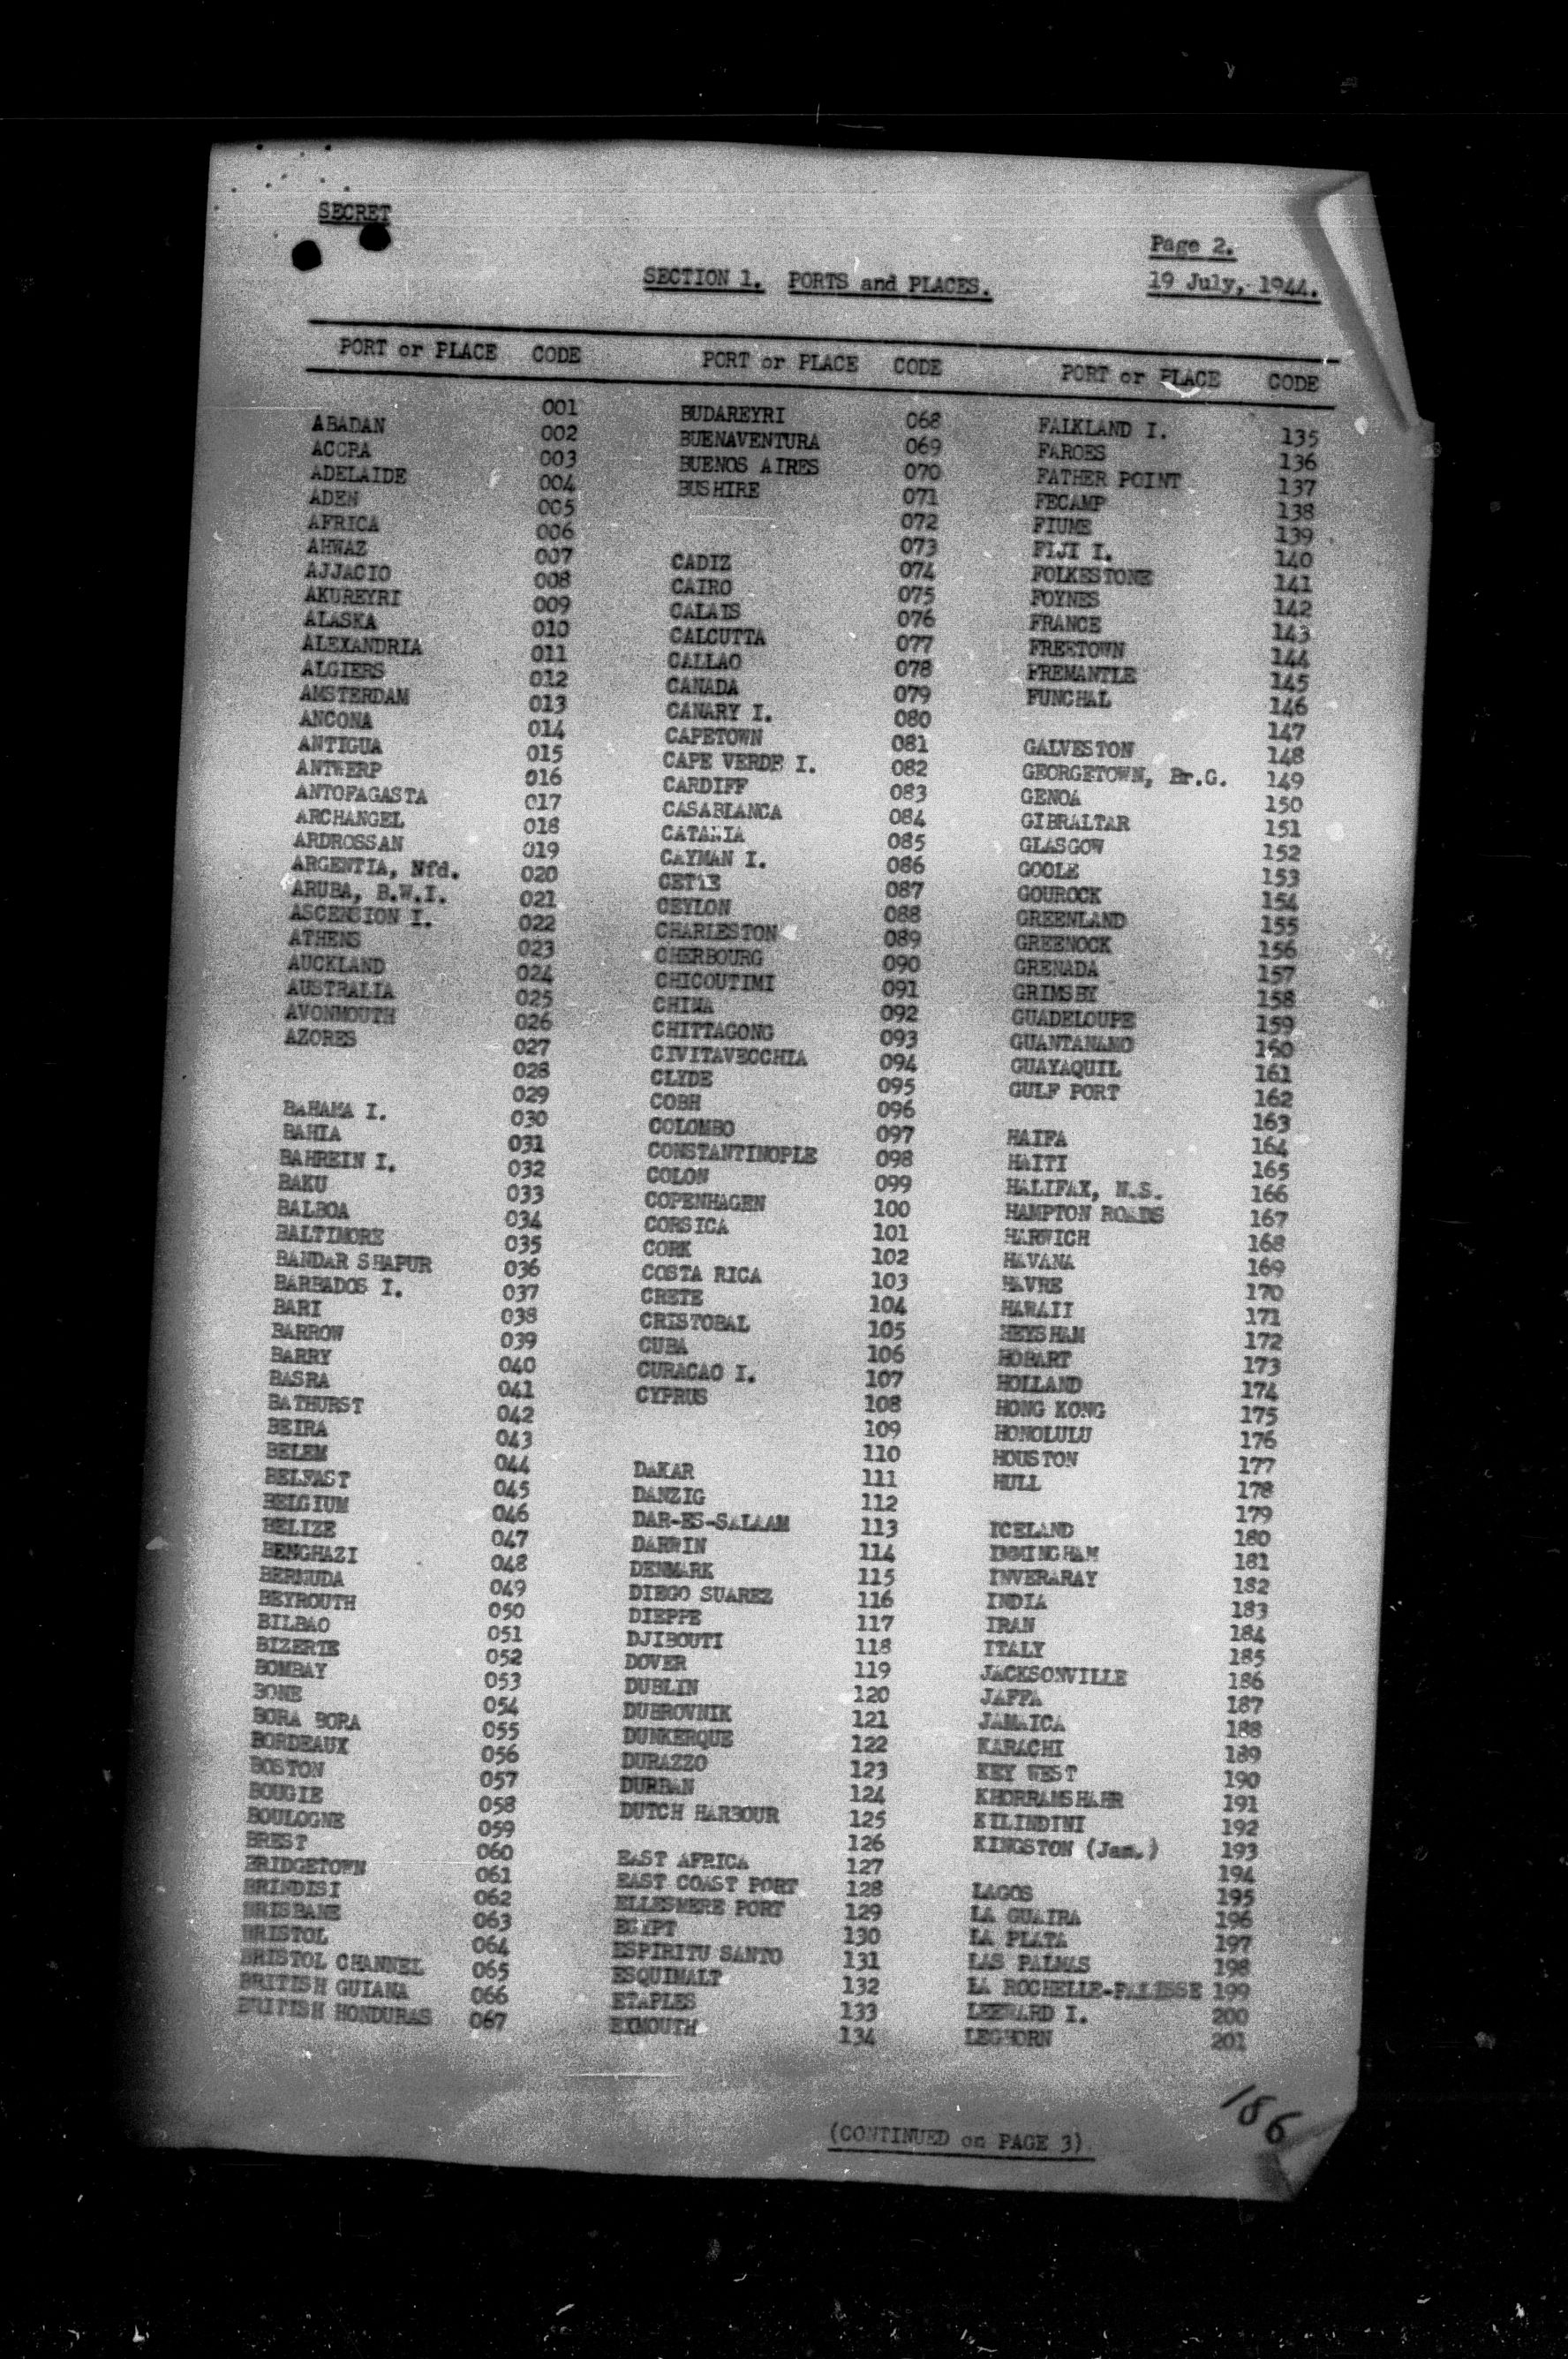 SECRET
Page 2.
SECTION 1. PORTS and PLACES.
19 July, 1944.
PORT or PLACE CODE PORT or PLACE CODE PORT or PLACE CODE
001 BUDAREYRI 068 FALKLAND I. 135
ABADAN 002 BUENAVENTURA 069 FAROES 136
ACCRA 003 BUENOS AIRES 070 FATHER POINT 137
ADELAIDE 004 BUSHIRE 071 FECAMP 138
ADEN 005 072 FIUME 139
AFRICA 006 073 FIJI I. 140
AHWAZ 007 CADIZ 074 FOLKESTONE 141
AJJACIO 008 CAIRO 075 FOYNES 142
AKUREYRI 009 CALAIS 076 FRANCE 143
ALASKA 010 CALCUTTA 077 FREETOWN 144
ALEXANDRIA 011 CALLAO 078 FREMANTLE 145
ALGIERS 012 CANADA 079 FUNCHAL 146
AMSTERDAM 013 CANARY I. 080 147
ANCONA 014 CAPETOWN 081 GALVESTON 148
ANTIGUA 015 CAPE VERDE I. 082 GEORGETOWN, Br.G. 149
ANTWERP 016 CARDIFF 083 GENOA 150
ANTOFAGASTA 017 CASABLANCA 084 GIBRALTAR 151
ARCHANGEL 018 CATANIA 085 GLASGOW 152
ARDROSSAN 019 CAYMAN I. 086 GOOLE 153
ARGENTIA, Nfd. 020 CETTE 087 GOUROCK 154
ARUBA, B.W.I. 021 CEYLON 088 GREENLAND 155
ASCENSION I. 022 CHARLESTON 089 GREENOCK 156
ATHENS 023 CHERBOURG 090 GRENADA 157
AUCKLAND 024 CHICOUTIMI 091 GRIMSBY 158
AUSTRALIA 025 CHINA 092 GUADELOUPE 159
AVONMOUTH 026 CHITTAGONG 093 GUANTANAMO 160
AZORES 027 CIVITAVECCHIA 094 GUAYAQUIL 161
028 CLYDE 095 GULF PORT 162
029 COBH 096 163
BAHAMA I. 030 COLOMBO 097 HAIFA 164
BAHIA 031 CONSTANTINOPLE 098 HAITI 165
BAHREIN I. 032 COLON 099 HALIFAX, N.S. 166
BAKU 033 COPENHAGEN 100 HAMPTON ROADS 167
BALBOA 034 CORSICA 101 HARWICH 168
BALTIMORE 035 CORK 102 HAVANA 169
BANDAR SHAPUR 036 COSTA RICA 103 HAVRE 170
BARBADOS I. 037 CRETE 104 HAWAII 171
BARI 038 CRISTOBAL 105 HEYSHAM 172
BARROW 039 CUBA 106 HOBART 173
BARRY 040 CURACAO I. 107 HOLLAND 174
BASRA 041 CYPRUS 108 HONG KONG 175
BATHURST 042 109 HONOLULU 176
BEIRA 043 110 HOUSTON 177
BELEM 044 DAKAR 111 HULL 178
BELFAST 045 DANZIG 112 179
BELGIUM 046 DAR-ES-SALAAM 113 ICELAND 180
BELIZE 047 DARWIN 114 IMMINGHAM 181
BENGHAZI 048 DENMARK 115 INVERARAY 182
BERMUDA 049 DIEGO SUAREZ 116 INDIA 183
BEYROUTH 050 DIEPPE 117 IRAN 184
BILBAO 051 DJIBOUTI 118 ITALY 185
BIZERTE 052 DOVER 119 JACKSONVILLE 186
BOMBAY 053 DUBLIN 120 JAFFA 187
BONE 054 DUBROVNIK 121 JAMAICA 188
BORA BORA 055 DUNKERQUE 122 KARACHI 189
BORDEAUX 056 DURAZZO 123 KEY WEST 190
BOSTON 057 DURBAN 124 KHORRAMSHAHR 191
BOUGIE 058 DUTCH HARBOUR 125 KILINDINI 192
BOULOGNE 059 126 KINGSTON (Jam.) 193
BREST 060 EAST AFRICA 127 194
BRIDGETOWN 061 EAST COAST PORT 128 LAGOS 195
BRINDISI 062 ELLESMERE PORT 129 LA GUAIRA 196
BRISBANE 063 EGYPT 130 LA PLATA 197
BRISTOL 064 ESPIRITU SANTO 131 LAS PALMAS 198
BRISTOL CHANNEL 065 ESQUIMALT 132 LA ROCHELLE-PALISSE 199
BRITISH GUIANA 066 ETAPLES 133 LEEWARD I. 200
BRITISH HONDURAS 067 EXMOUTH 134 LEGHORN 201
186
(CONTINUED on PAGE 3)